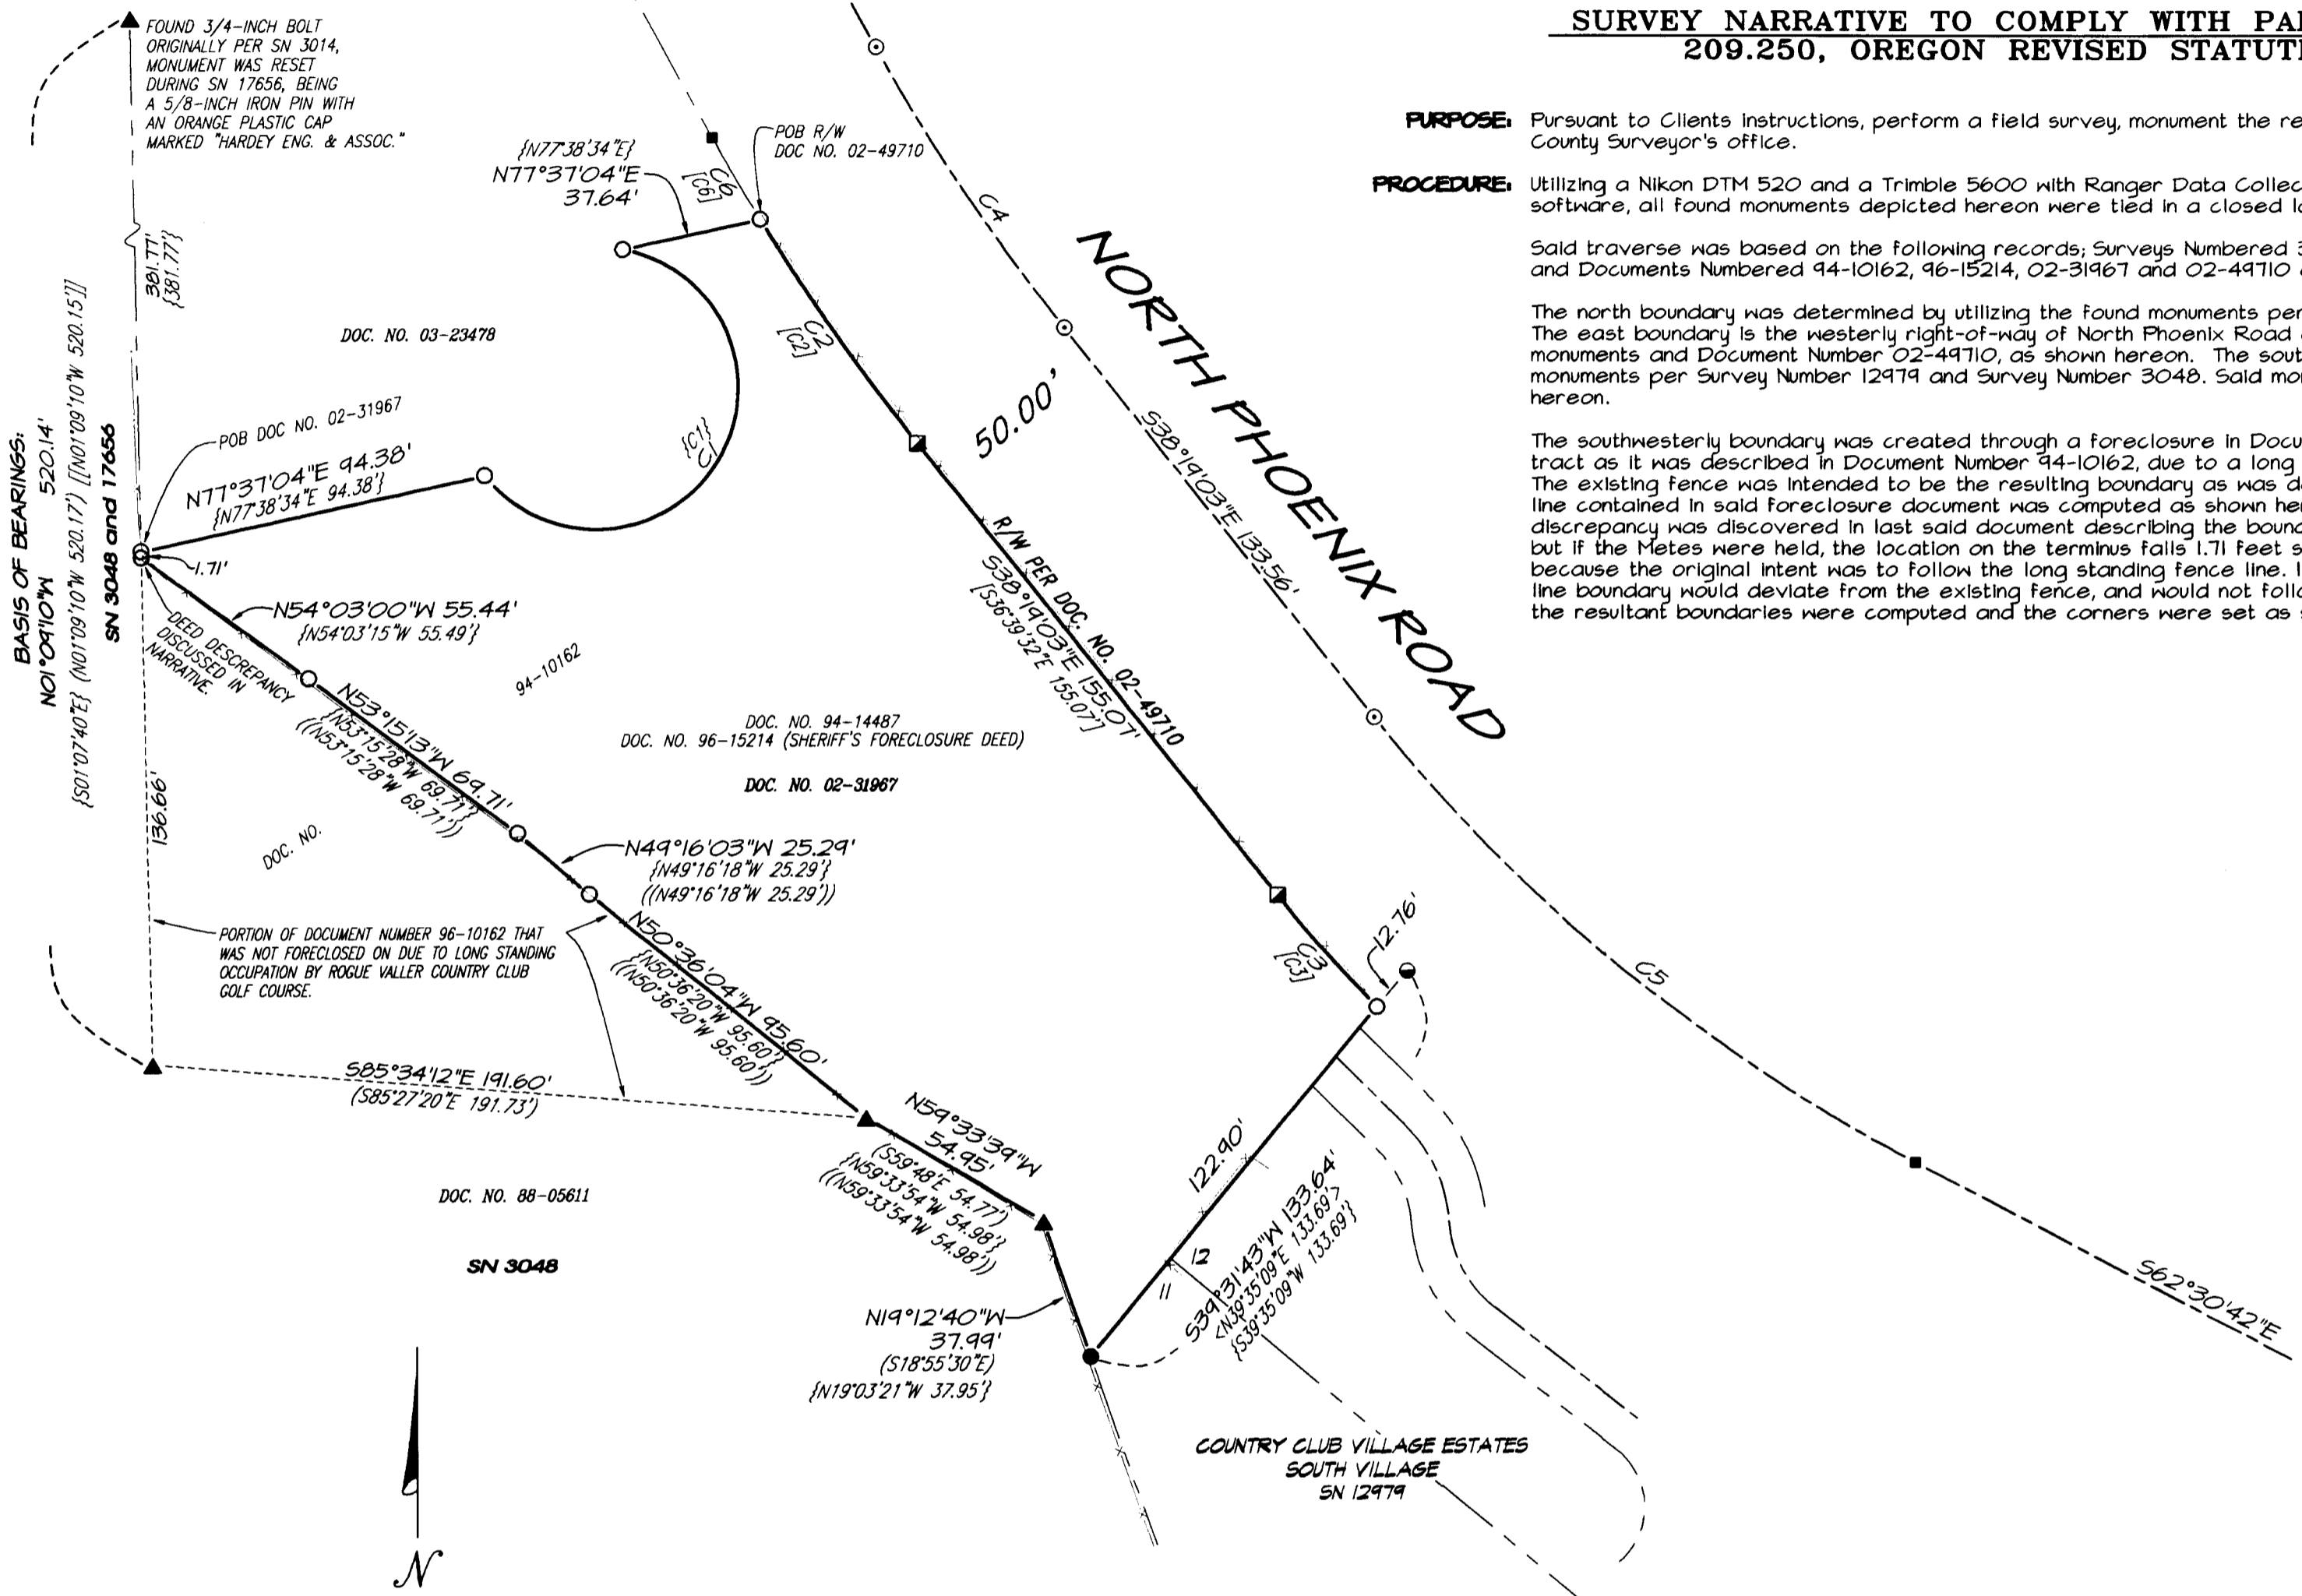 SURVEY NARRATIVE TO COMPLY WITH
209.250, OREGON REVISED
PURPOSE: Pursuant to Clients instructions, perform a field survey, monument the
County Surveyor's office.
PROCEDURE: Utilizing a Nikon DTM 520 and a Trimble 5600 with Ranger Data
software, all found monuments depicted hereon were tied in a closed
Said traverse was based on the following records; Surveys Numbered
and Documents Numbered 94-10162, 96-15214, 02-31967 and 02-49710
The north boundary was determined by utilizing the found monuments per
The east boundary is the westerly right-of-way of North Phoenix Road
monuments and Document Number 02-49710, as shown hereon. The
monuments per Survey Number 12979 and Survey Number 3048. Said
hereon.
The southwesterly boundary was created through a foreclosure in
tract as it was described in Document Number 94-10162, due to a long
The existing fence was intended to be the resulting boundary as was
line contained in said foreclosure document was computed as shown
discrepancy was discovered in last said document describing the
but if the Metes were held, the location on the terminus falls 1.71 feet
because the original intent was to follow the long standing fence line.
line boundary would deviate from the existing fence, and would not
the resultant boundaries were computed and the corners were set as
FOUND 3/4-INCH BOLT
ORIGINALLY PER SN 3014,
MONUMENT WAS RESET
DURING SN 17656, BEING
A 5/8-INCH IRON PIN WITH
AN ORANGE PLASTIC CAP
MARKED "HARDEY ENG. & ASSOC."
{N77°38'34"E}
N77°37'04"E
37.64'
POB R/W
DOC NO. 02-49710
C6
[C6]
C4
NORTH PHOENIX ROAD
381.77'
{381.77'}
DOC. NO. 03-23478
C2
[C2]
50.00'
S38°19'03"E 133.56'
BASIS OF BEARINGS:
N01°09'10"W 520.14'
{S01°07'40"E} (N01°09'10"W 520.17') [[N01°09'10"W 520.15']]
SN 3048 and 17656
POB DOC NO. 02-31967
N77°37'04"E 94.38'
{N77°38'34"E 94.38'}
{C1}
C1
1.71'
DEED DESCREPANCY
DISCUSSED IN
NARRATIVE.
N54°03'00"W 55.44'
{N54°03'15"W 55.49'}
94-10162
R/W PER DOC. NO. 02-49710
S38°19'03"E 155.07'
[S36°39'32"E 155.07']
DOC. NO. 94-14487
DOC. NO. 96-15214 (SHERIFF'S FORECLOSURE DEED)
DOC. NO. 02-31967
N53°15'13"W 69.71'
{N53°15'28"W 69.71'}
((N53°15'28"W 69.71'))
136.66'
DOC. NO.
N49°16'03"W 25.29'
{N49°16'18"W 25.29'}
((N49°16'18"W 25.29'))
PORTION OF DOCUMENT NUMBER 96-10162 THAT
WAS NOT FORECLOSED ON DUE TO LONG STANDING
OCCUPATION BY ROGUE VALLER COUNTRY CLUB
GOLF COURSE.
N50°36'04"W 95.60'
{N50°36'20"W 95.60'}
((N50°36'20"W 95.60'))
C3
[C3]
12.76'
C5
S85°34'12"E 191.60'
(S85°27'20"E 191.73')
N59°33'39"W
54.95'
(S59°48'E 54.77')
{N59°33'54"W 54.98'}
((N59°33'54"W 54.98'))
122.90'
S39°31'43"W 133.64'
<N39°35'09"E 133.69'>
{S39°35'09"W 133.69'}
12
11
DOC. NO. 88-05611
SN 3048
N19°12'40"W
37.99'
(S18°55'30"E)
{N19°03'21"W 37.95'}
S62°30'42"E
COUNTRY CLUB VILLAGE ESTATES
SOUTH VILLAGE
SN 12979
N